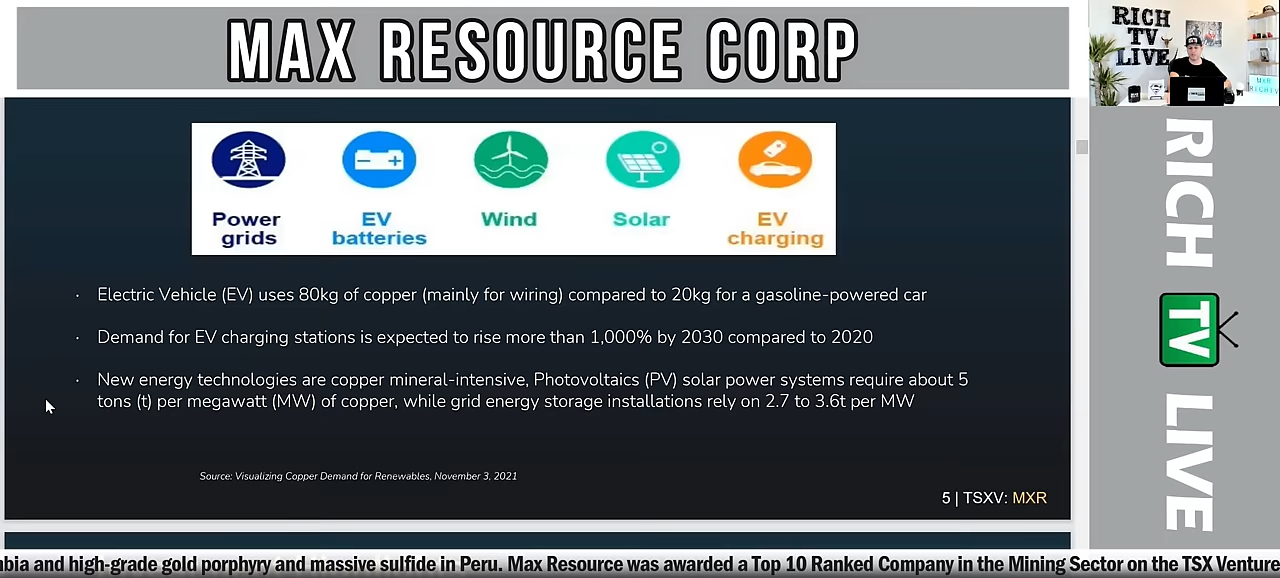 MAX RESOURCE CORP
RICH
TV
LIVE
Power
grids
EV
batteries
Wind
Solar
EV
charging
· Electric Vehicle (EV) uses 80kg of copper (mainly for wiring) compared to 20kg for a gasoline-powered car
· Demand for EV charging stations is expected to rise more than 1,000% by 2030 compared to 2020
· New energy technologies are copper mineral-intensive, Photovoltaics (PV) solar power systems require about 5
tons (t) per megawatt (MW) of copper, while grid energy storage installations rely on 2.7 to 3.6t per MW
Source: Visualizing Copper Demand for Renewables, November 3, 2021
5 | TSXV: MXR
RICH
TV
LIVE
bia and high-grade gold porphyry and massive sulfide in Peru. Max Resource was awarded a Top 10 Ranked Company in the Mining Sector on the TSX Venture